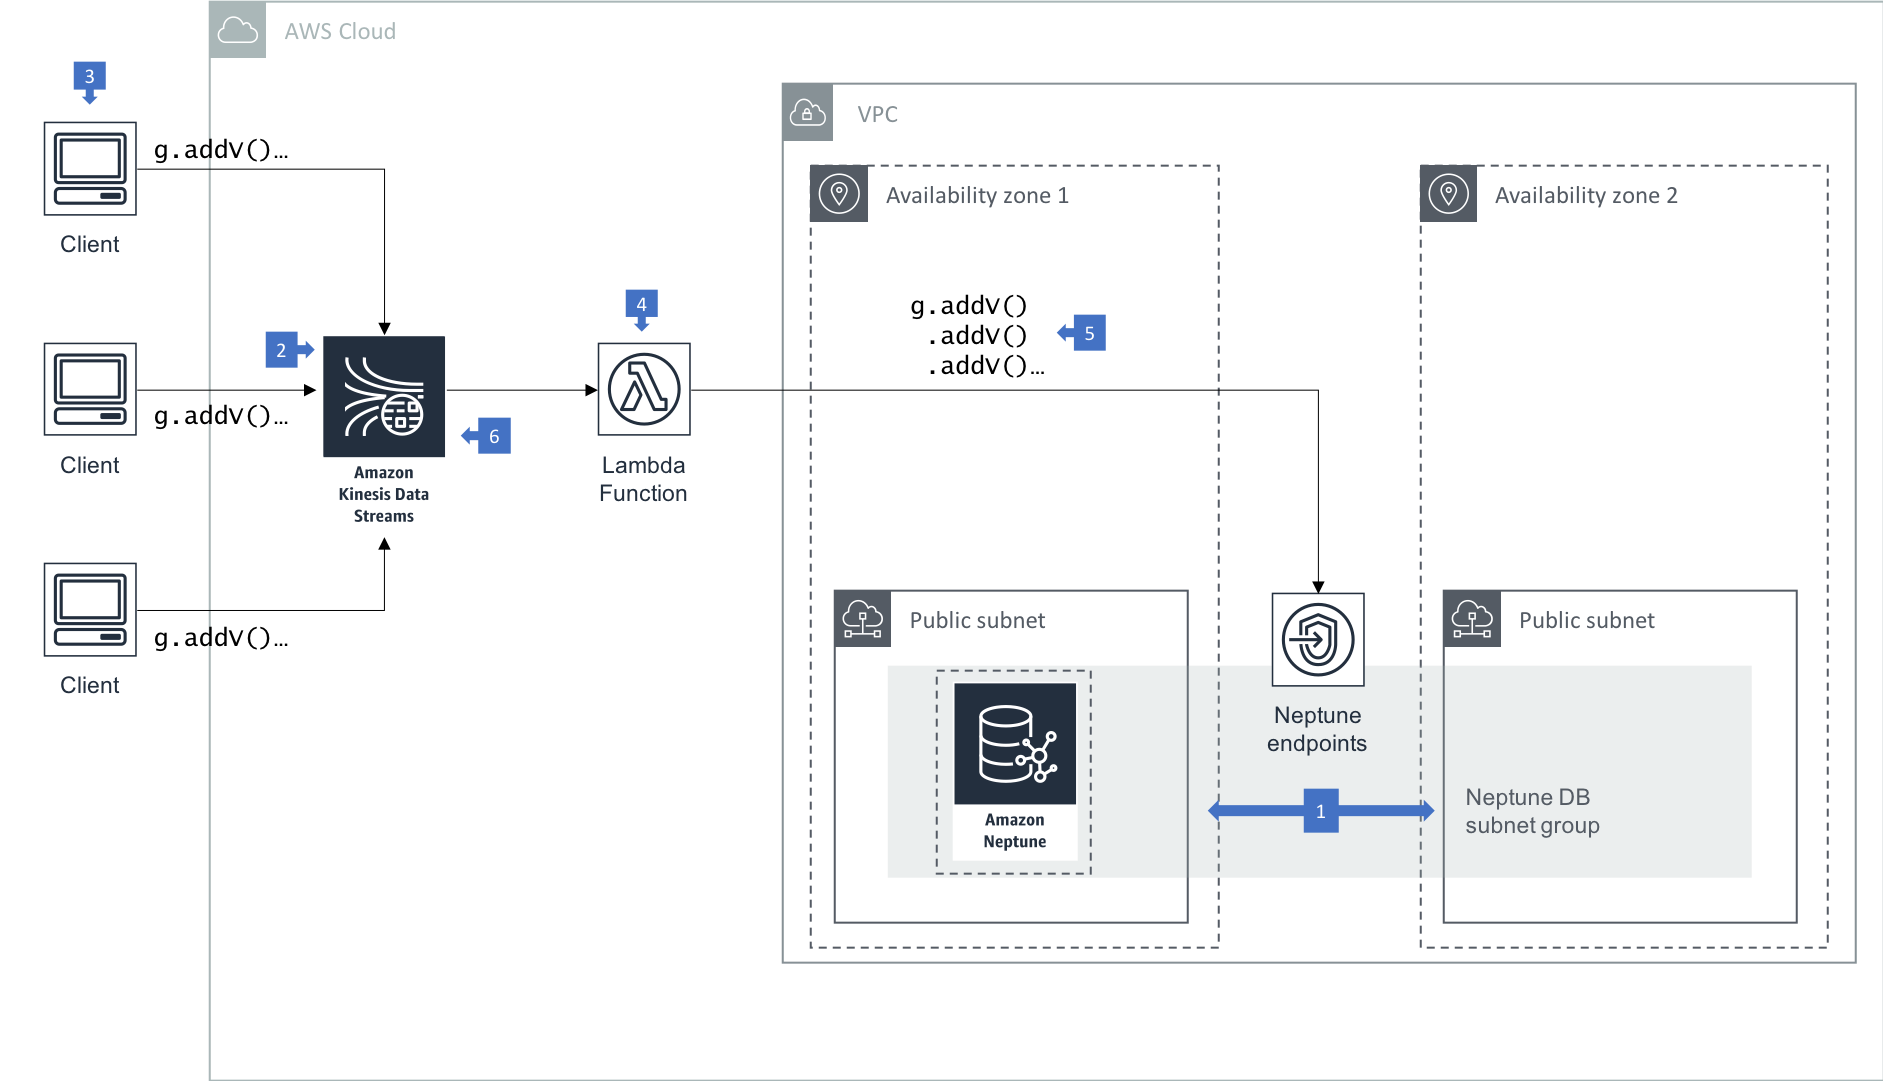 AWS Cloud
3
VPC
g.addV()…
Client
Availability zone 1
Availability zone 2
4
g.addV()
.addV()
.addV()…
5
2
g.addV()…
6
Client
Amazon
Kinesis Data
Streams
Lambda
Function
g.addV()…
Client
Public subnet
Public subnet
Neptune
endpoints
Amazon
Neptune
1
Neptune DB
subnet group